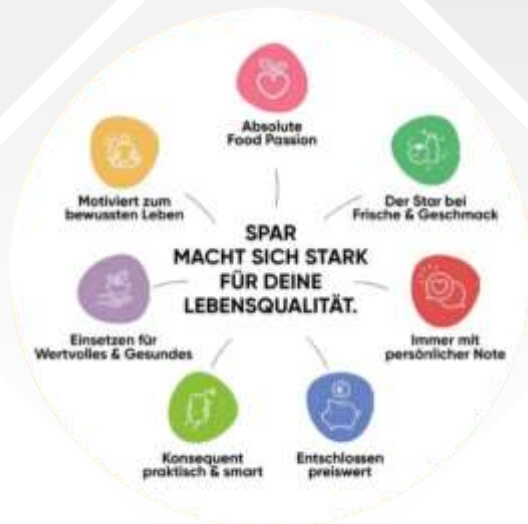 Absolute
Food Passion
Motiviert zum
bewussten Leben
Der Star bei
Frische & Geschmack
SPAR
MACHT SICH STARK
FÜR DEINE
LEBENSQUALITÄT.
Einsetzen für
Wertvolles & Gesundes
Immer mit
persönlicher Note
Konsequent
praktisch & smart
Entschlossen
preiswert